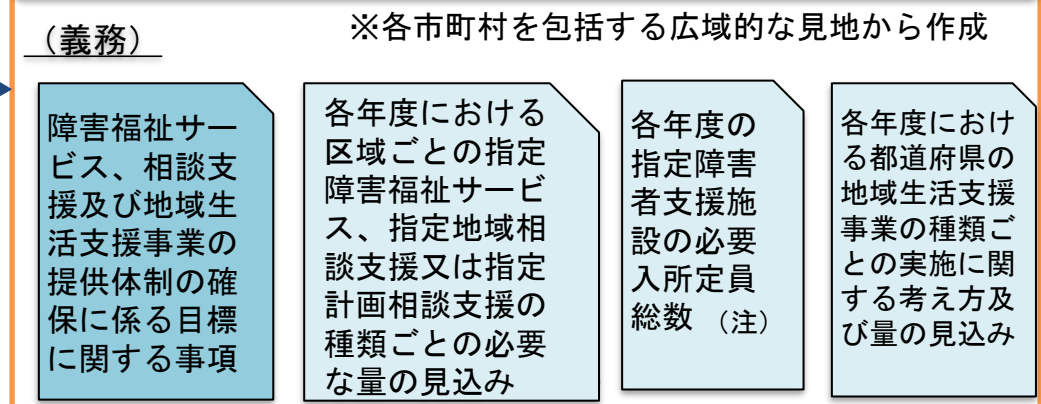 (義務)
※各市町村を包括する広域的な見地から作成
障害福祉サー
ビス、相談支
援及び地域生
活支援事業の
提供体制の確
保に係る目標
に関する事項
各年度における
区域ごとの指定
障害福祉サービ
ス、指定地域相
談支援又は指定
計画相談支援の
種類ごとの必要
な量の見込み
各年度の
指定障害
者支援施
設の必要
入所定員
総数 (注)
各年度におけ
る都道府県の
地域生活支援
事業の種類ご
との実施に関
する考え方及
び量の見込み